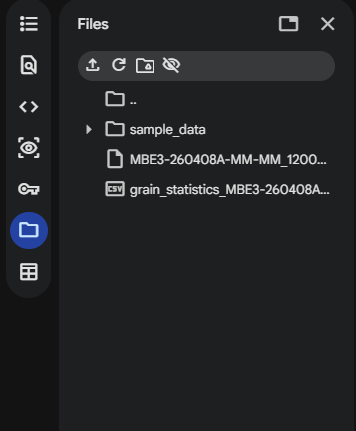 Files
..
sample_data
MBE3-260408A-MM-MM_1200...
CSV grain_statistics_MBE3-260408A...